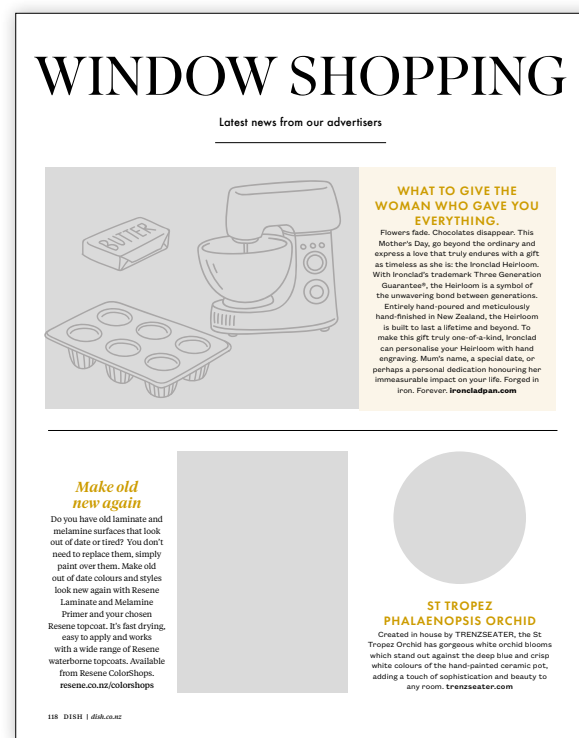 WINDOW SHOPPING
Latest news from our advertisers
BUTTER
WHAT TO GIVE THE
WOMAN WHO GAVE YOU
EVERYTHING.
Flowers fade. Chocolates disappear. This
Mother's Day, go beyond the ordinary and
express a love that truly endures with a gift
as timeless as she is: the Ironclad Heirloom.
With Ironclad's trademark Three Generation
Guarantee®, the Heirloom is a symbol of
the unwavering bond between generations.
Entirely hand-poured and meticulously
hand-finished in New Zealand, the Heirloom
is built to last a lifetime and beyond. To
make this gift truly one-of-a-kind, Ironclad
can personalise your Heirloom with hand
engraving. Mum's name, a special date, or
perhaps a personal dedication honouring her
immeasurable impact on your life. Forged in
iron. Forever. ironcladpan.com
Make old
new again
Do you have old laminate and
melamine surfaces that look
out of date or tired? You don't
need to replace them, simply
paint over them. Make old
out of date colours and styles
look new again with Resene
Laminate and Melamine
Primer and your chosen
Resene topcoat. It's fast drying,
easy to apply and works
with a wide range of Resene
waterborne topcoats. Available
from Resene ColorShops.
resene.co.nz/colorshops
ST TROPEZ
PHALAENOPSIS ORCHID
Created in house by TRENZSEATER, the St
Tropez Orchid has gorgeous white orchid blooms
which stand out against the deep blue and crisp
white colours of the hand-painted ceramic pot,
adding a touch of sophistication and beauty to
any room. trenzseater.com
118 DISH | dish.co.nz